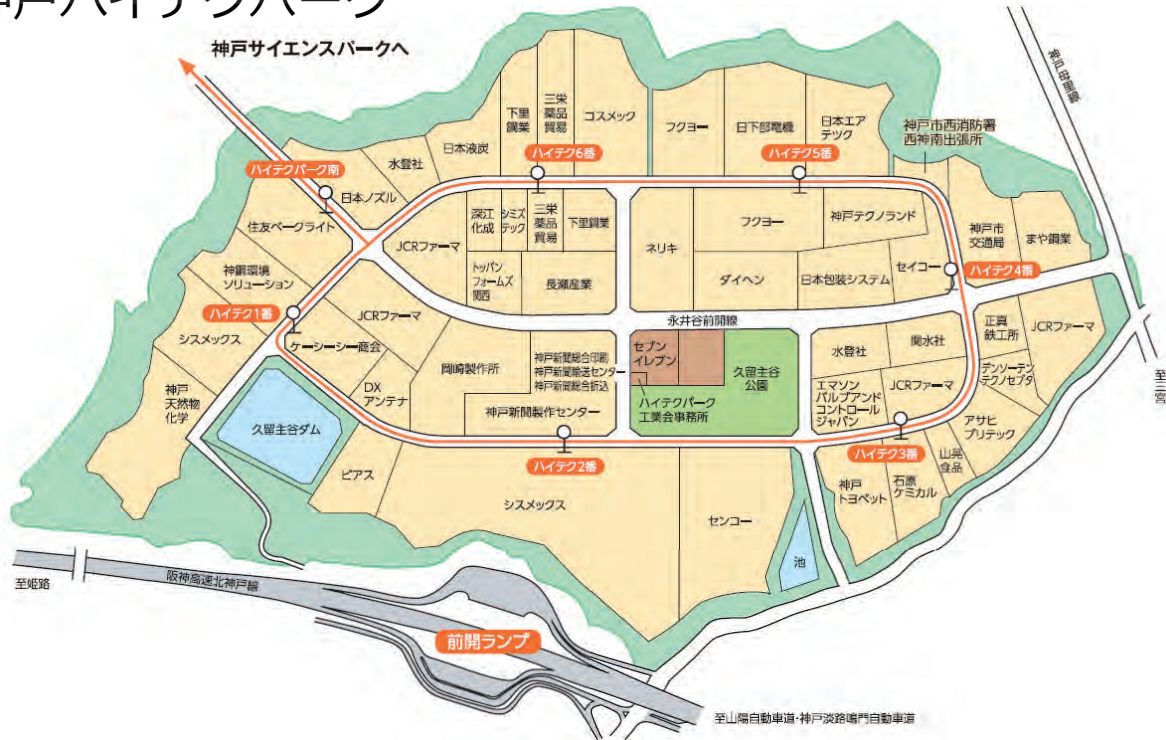 神戸ハイテクパーク
神戸サイエンスパークへ
下里
鋼業
三栄
薬品
貿易
コスメック
フクヨー
日下部電機
日本エア
テック
神戸市西消防署
西神南出張所
日本液炭
水登社
ハイテクパーク南
日本ノズル
ハイテク6番
ハイテク5番
住友ベークライト
JCRファーマ
深江
化成
シミズ
テック
三栄
薬品
貿易
下里鋼業
ネリキ
フクヨー
神戸テクノランド
神戸市
交通局
まや鋼業
神鋼環境
ソリューション
トッパン
フォームズ
関西
長瀬産業
ダイヘン
日本包装システム
セイコー
ハイテク4番
ハイテク1番
JCRファーマ
永井谷前開線
シスメックス
ケーシーシー商会
岡崎製作所
神戸新聞総合印刷
神戸新聞輸送センター
神戸新聞総合折込
セブン
イレブン
久留主谷
公園
水登社
関水社
正真
鉄工所
JCRファーマ
デンソーテン
テクノセプタ
至三宮
神戸
天然物
化学
DX
アンテナ
神戸新聞製作センター
ハイテクパーク
工業会事務所
エマソン
バルブアンド
コントロール
ジャパン
JCRファーマ
アサヒ
プリテック
久留主谷ダム
ハイテク2番
ハイテク3番
山晃
食品
ピアス
シスメックス
センコー
神戸
トヨペット
石原
ケミカル
池
至姫路
阪神高速北神戸線
前開ランプ
至山陽自動車道・神戸淡路鳴門自動車道